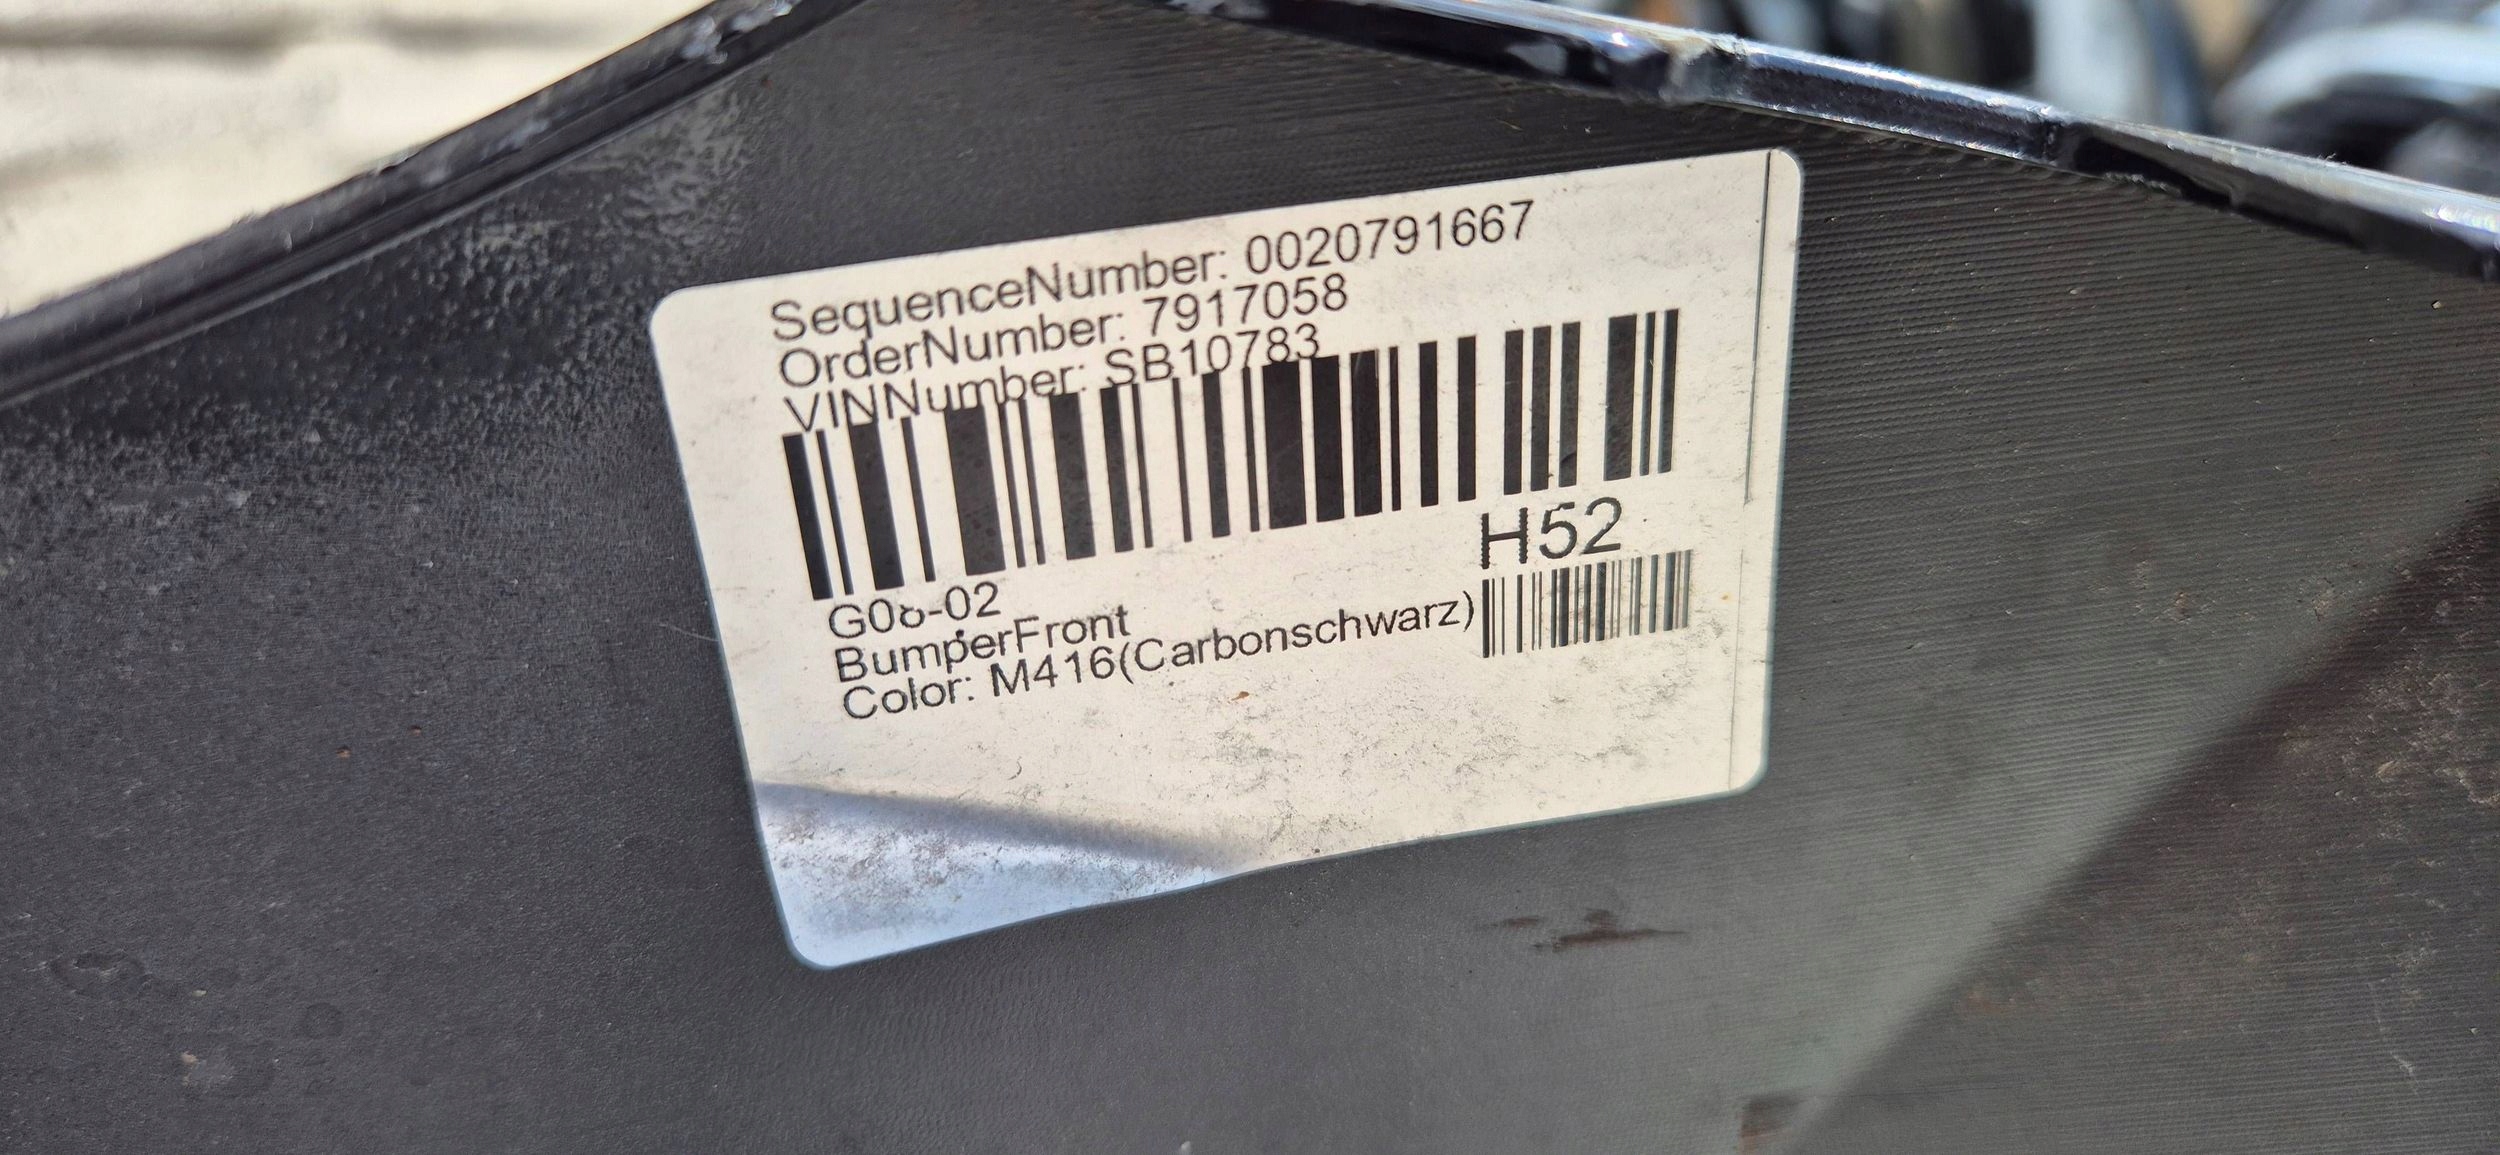 SequenceNumber: 0020791667
OrderNumber: 7917058
VINNumber: SB10783
H52
G08-02
BumperFront
Color: M416(Carbonschwarz)